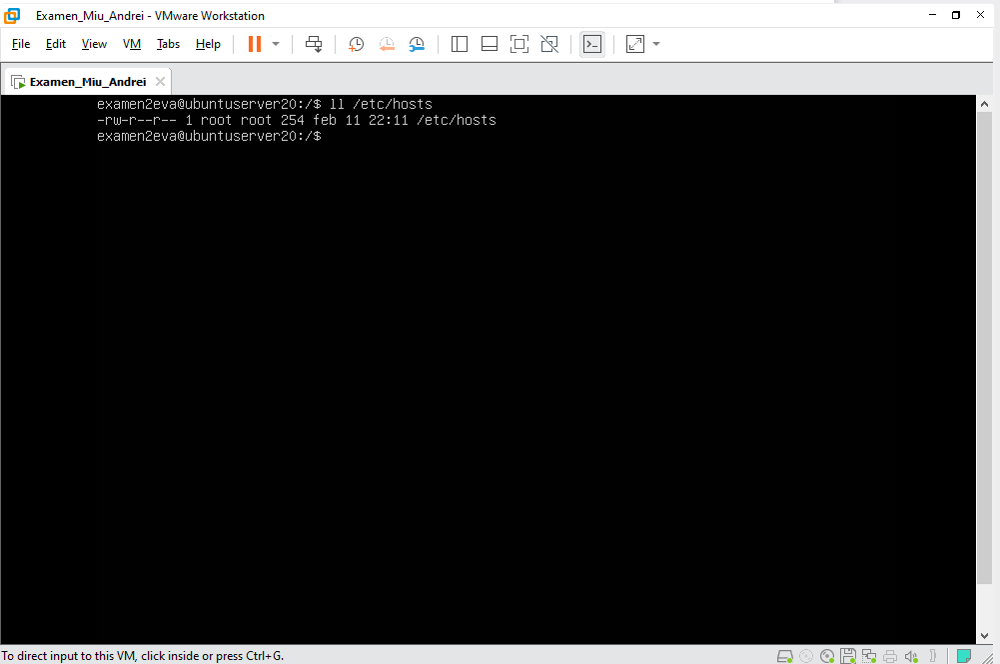 Examen_Miu_Andrei - VMware Workstation
File Edit View VM Tabs Help
Examen_Miu_Andrei
examen2eva@ubuntuserver20:/$ ll /etc/hosts
-rw-r--r-- 1 root root 254 feb 11 22:11 /etc/hosts
examen2eva@ubuntuserver20:/$
To direct input to this VM, click inside or press Ctrl+G.